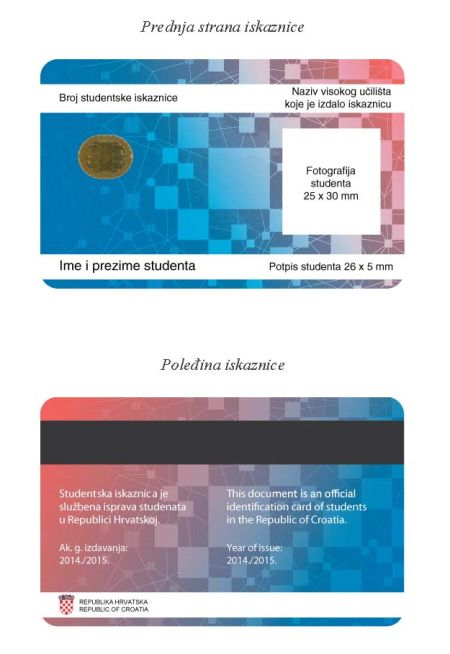 Prednja strana iskaznice
Broj studentske iskaznice
Naziv visokog učilišta
koje je izdalo iskaznicu
Fotografija
studenta
25 x 30 mm
Ime i prezime studenta
Potpis studenta 26 x 5 mm
Poleđina iskaznice
Studentska iskaznica je
službena isprava studenata
u Republici Hrvatskoj.
Ak. g. izdavanja:
2014./2015.
This document is an official
identification card of students
in the Republic of Croatia.
Year of issue:
2014./2015.
REPUBLIKA HRVATSKA
REPUBLIC OF CROATIA